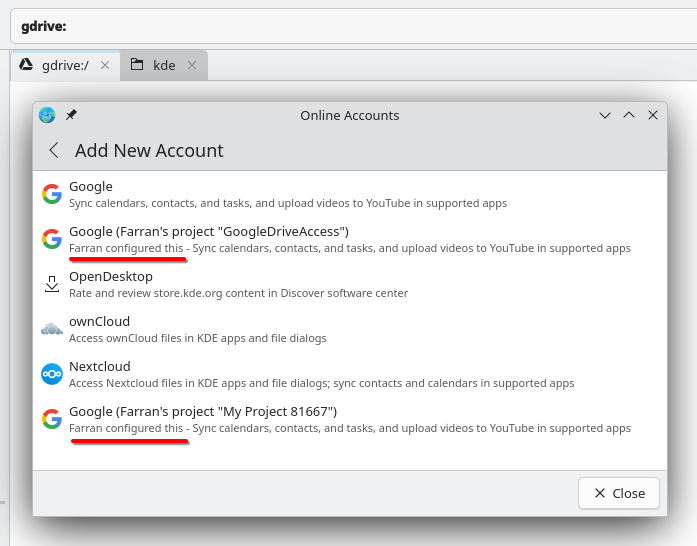 gdrive:
gdrive:/
kde
Online Accounts
Add New Account
Google
Sync calendars, contacts, and tasks, and upload videos to YouTube in supported apps
Google (Farran's project "GoogleDriveAccess")
Farran configured this - Sync calendars, contacts, and tasks, and upload videos to YouTube in supported apps
OpenDesktop
Rate and review store.kde.org content in Discover software center
ownCloud
Access ownCloud files in KDE apps and file dialogs
Nextcloud
Access Nextcloud files in KDE apps and file dialogs; sync contacts and calendars in supported apps
Google (Farran's project "My Project 81667")
Farran configured this - Sync calendars, contacts, and tasks, and upload videos to YouTube in supported apps
Close